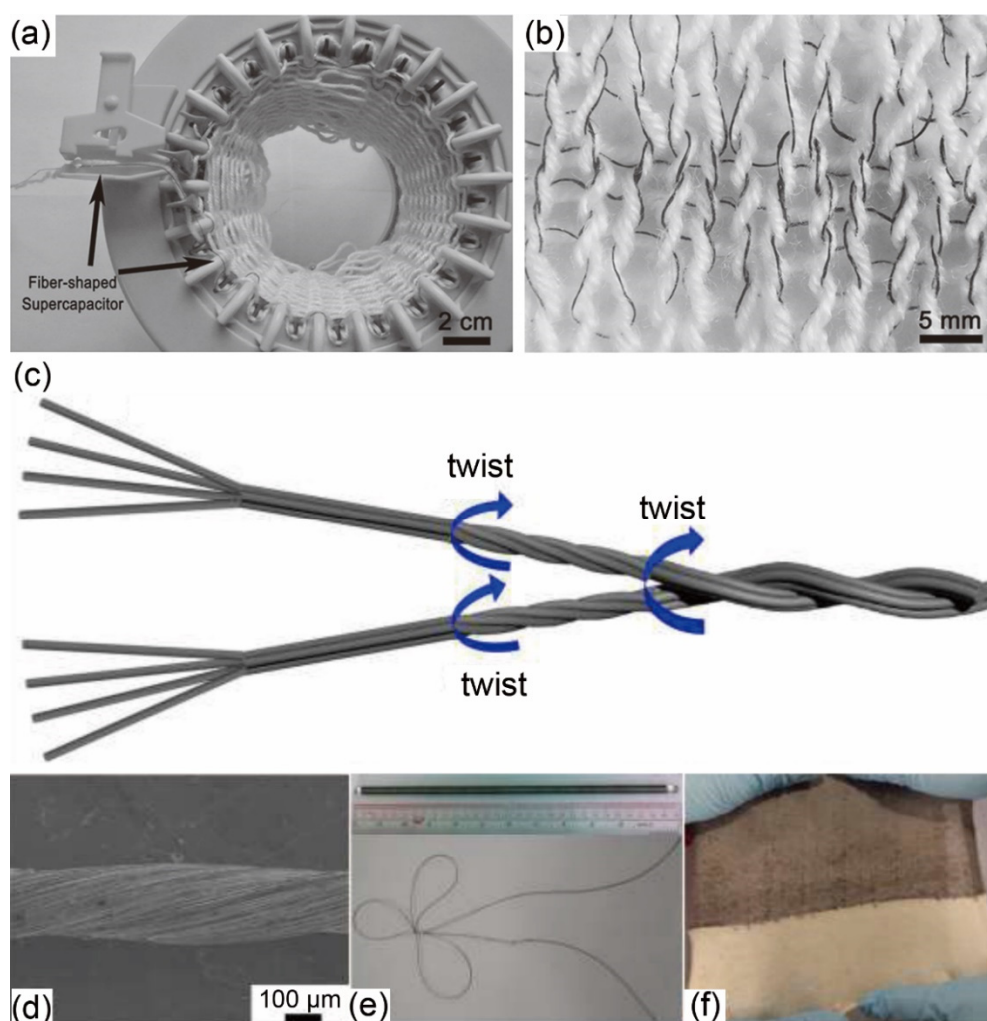 (a)
(b)
Fiber-shaped
Supercapacitor
2 cm
5 mm
(c)
twist
twist
twist
(d)
100 μm
(e)
(f)